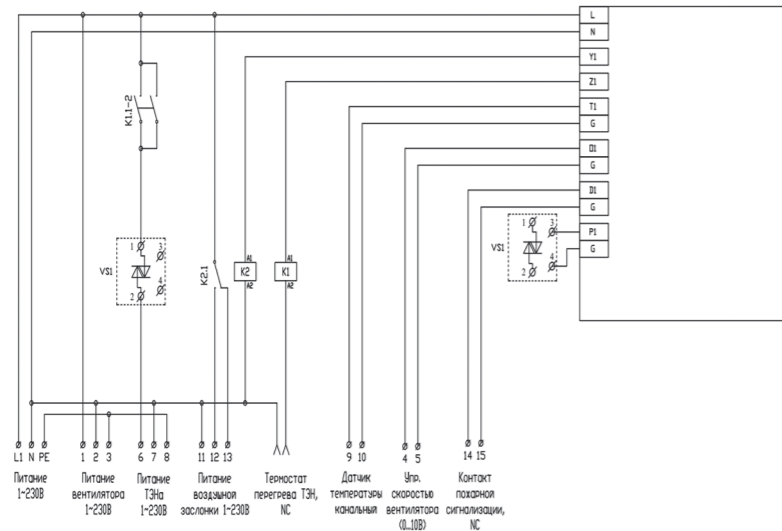 L
N
Y1
Z1
T1
G
O1
G
D1
G
P1
G
K1.1-2
1 3
VS1
2 4
K2.1
A1
K2
A2
A1
K1
A2
1 3
VS1
2 4
L1 N PE 1 2 3 6 7 8 11 12 13 9 10 4 5 14 15
Питание
1~230В
Питание
вентилятора
1~230В
Питание
ТЭНа
1~230В
Питание
воздушной
заслонки 1~230В
Термостат
перегрева ТЭН,
NC
Датчик
температуры
канальный
Упр.
скоростью
вентилятора
(0...10В)
Контакт
пожарной
сигнализации,
NC